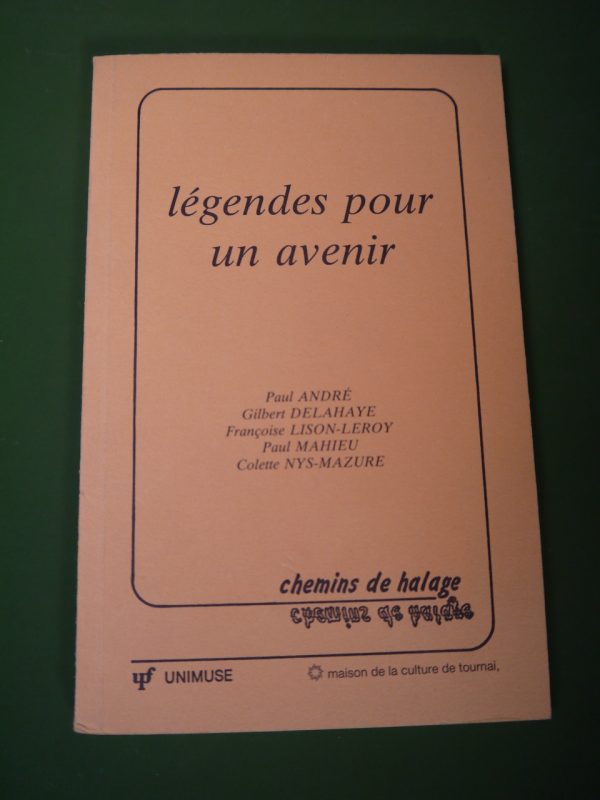 légendes pour
un avenir
Paul ANDRÉ
Gilbert DELAHAYE
Françoise LISON-LEROY
Paul MAHIEU
Colette NYS-MAZURE
chemins de halage
chemins de halage
upf UNIMUSE
maison de la culture de tournai,